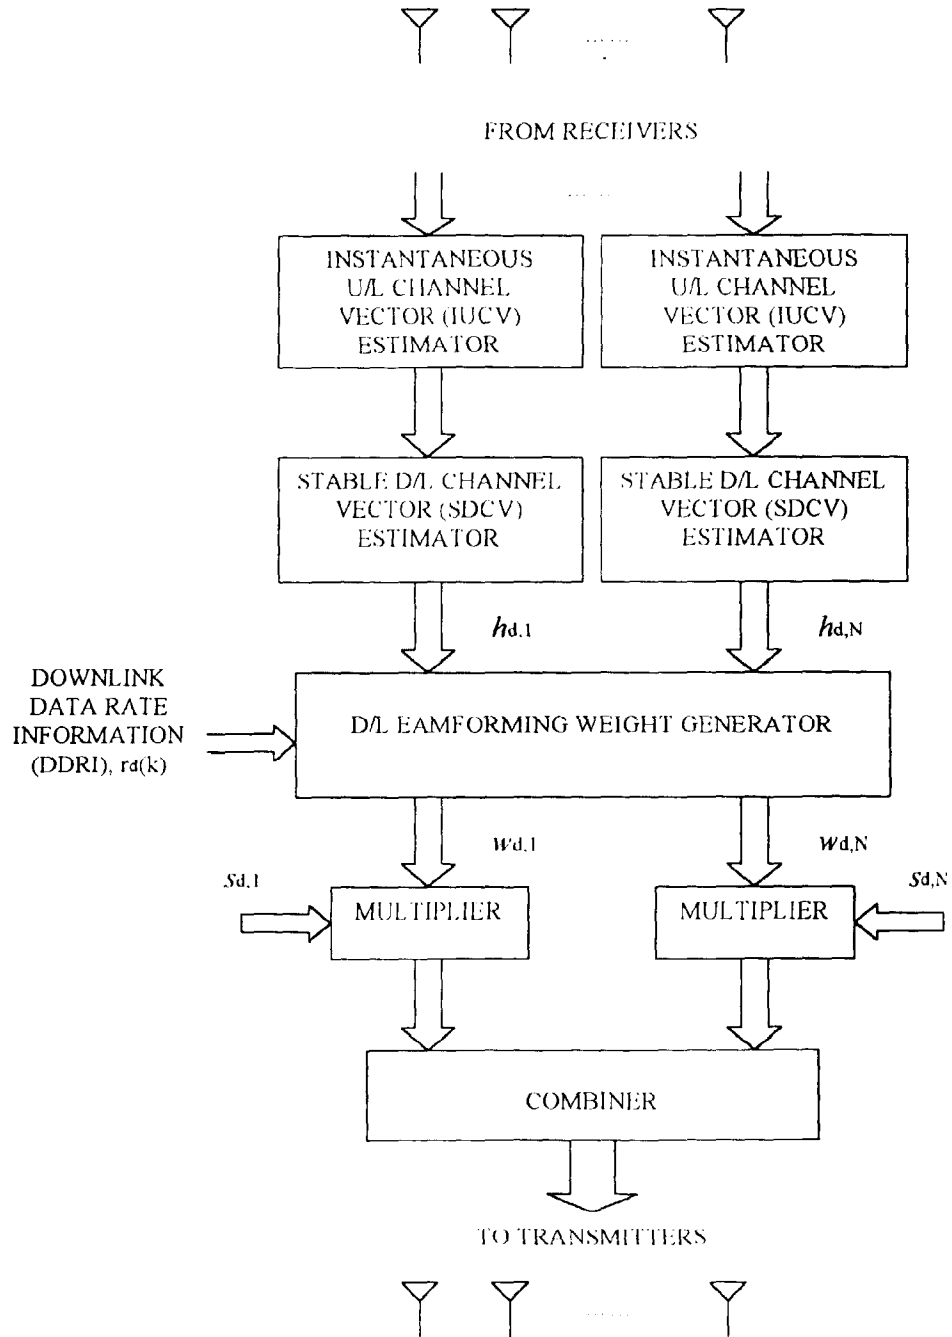 ......
FROM RECEIVERS
......
INSTANTANEOUS
U/L CHANNEL
VECTOR (IUCV)
ESTIMATOR
INSTANTANEOUS
U/L CHANNEL
VECTOR (IUCV)
ESTIMATOR
STABLE D/L CHANNEL
VECTOR (SDCV)
ESTIMATOR
STABLE D/L CHANNEL
VECTOR (SDCV)
ESTIMATOR
hd,1
hd,N
DOWNLINK
DATA RATE
INFORMATION
(DDRI), rd(k)
D/L EAMFORMING WEIGHT GENERATOR
wd,1
wd,N
sd,1
sd,N
MULTIPLIER
MULTIPLIER
COMBINER
TO TRANSMITTERS
......